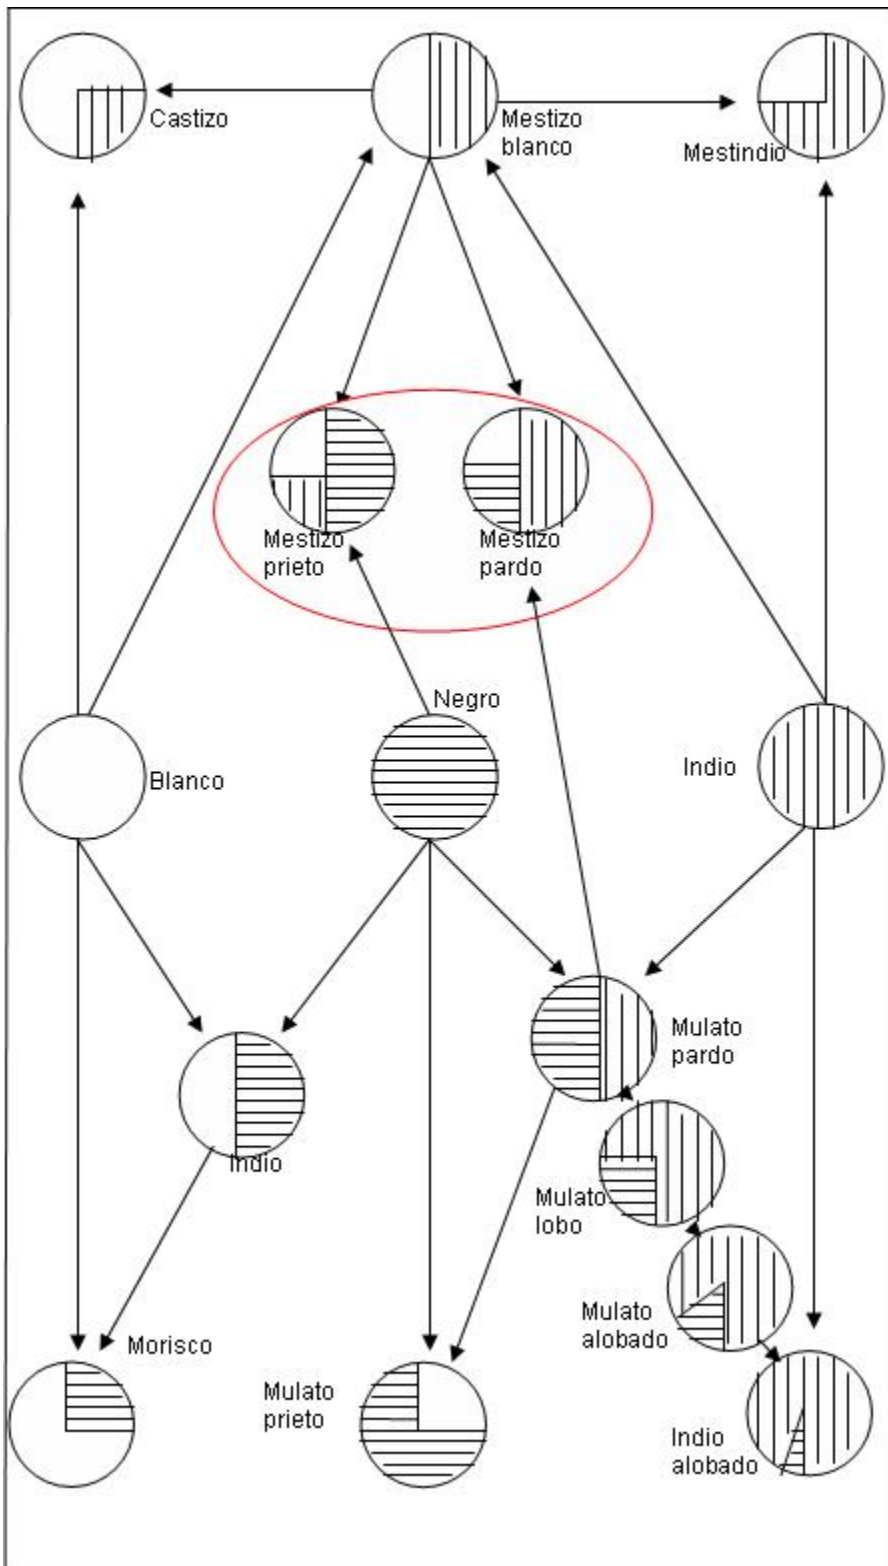 Castizo
Mestizo
blanco
Mestindio
Mestizo
prieto
Mestizo
pardo
Negro
Blanco
Indio
Mulato
pardo
Indio
Mulato
lobo
Mulato
alobado
Morisco
Mulato
prieto
Indio
alobado